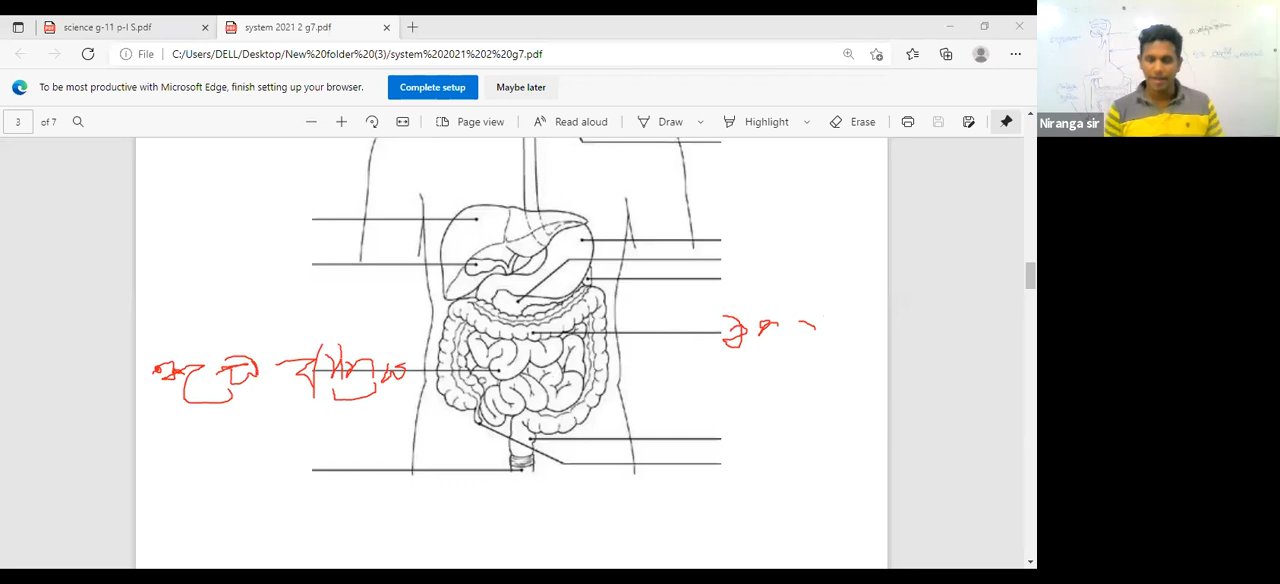 science g-11 p-I S.pdf
system 2021 2 g7.pdf
File
C:/Users/DELL/Desktop/New%20folder%20(3)/system%202021%202%20g7.pdf
To be most productive with Microsoft Edge, finish setting up your browser.
Complete setup
Maybe later
3 of 7
Page view
Read aloud
Draw
Highlight
Erase
Niranga sir